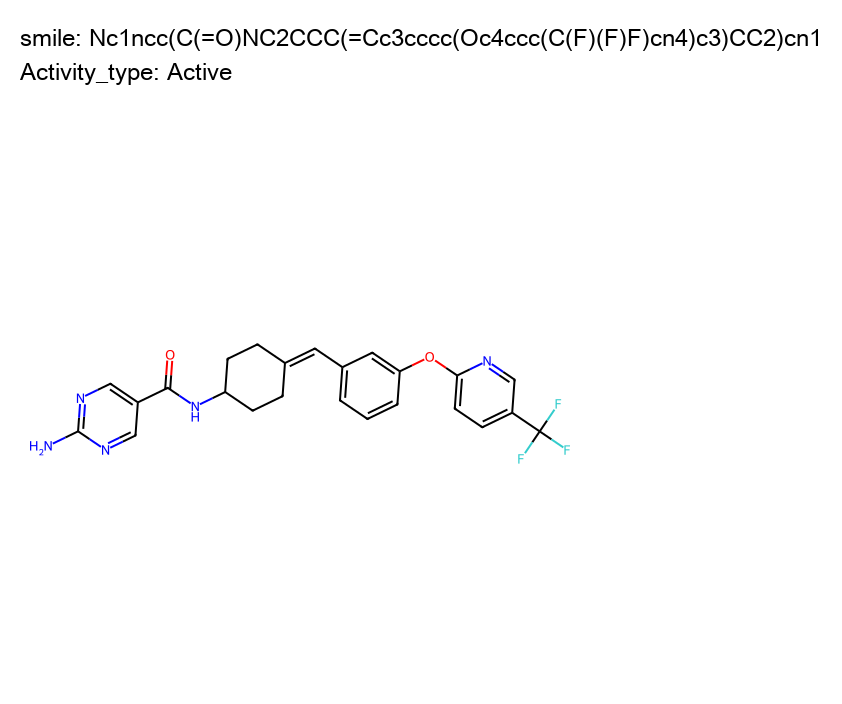 smile: Nc1ncc(C(=O)NC2CCC(=Cc3cccc(Oc4ccc(C(F)(F)F)cn4)c3)CC2)cn1
Activity_type: Active
O
N
H
N
N
H₂N
O
N
F
F
F